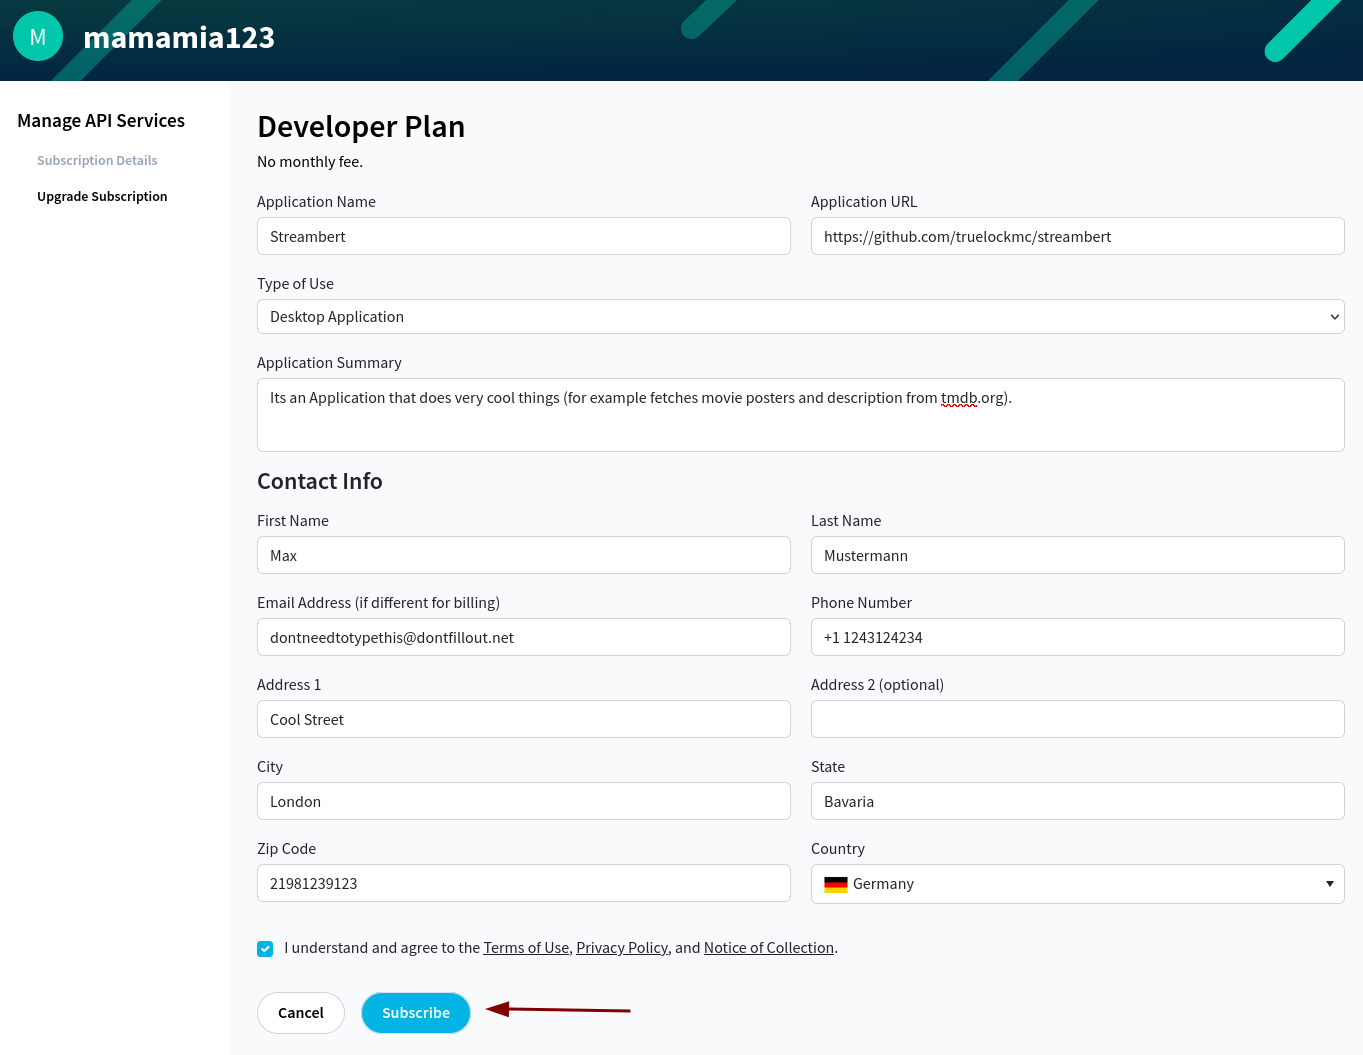 M
mamamia123
Manage API Services
Subscription Details
Upgrade Subscription
Developer Plan
No monthly fee.
Application Name
Application URL
Streambert
https://github.com/truelockmc/streambert
Type of Use
Desktop Application
Application Summary
Its an Application that does very cool things (for example fetches movie posters and description from tmdb.org).
Contact Info
First Name
Last Name
Max
Mustermann
Email Address (if different for billing)
Phone Number
dontneedtotypethis@dontfillout.net
+1 1243124234
Address 1
Address 2 (optional)
Cool Street
City
State
London
Bavaria
Zip Code
Country
21981239123
Germany
I understand and agree to the Terms of Use, Privacy Policy, and Notice of Collection.
Cancel
Subscribe